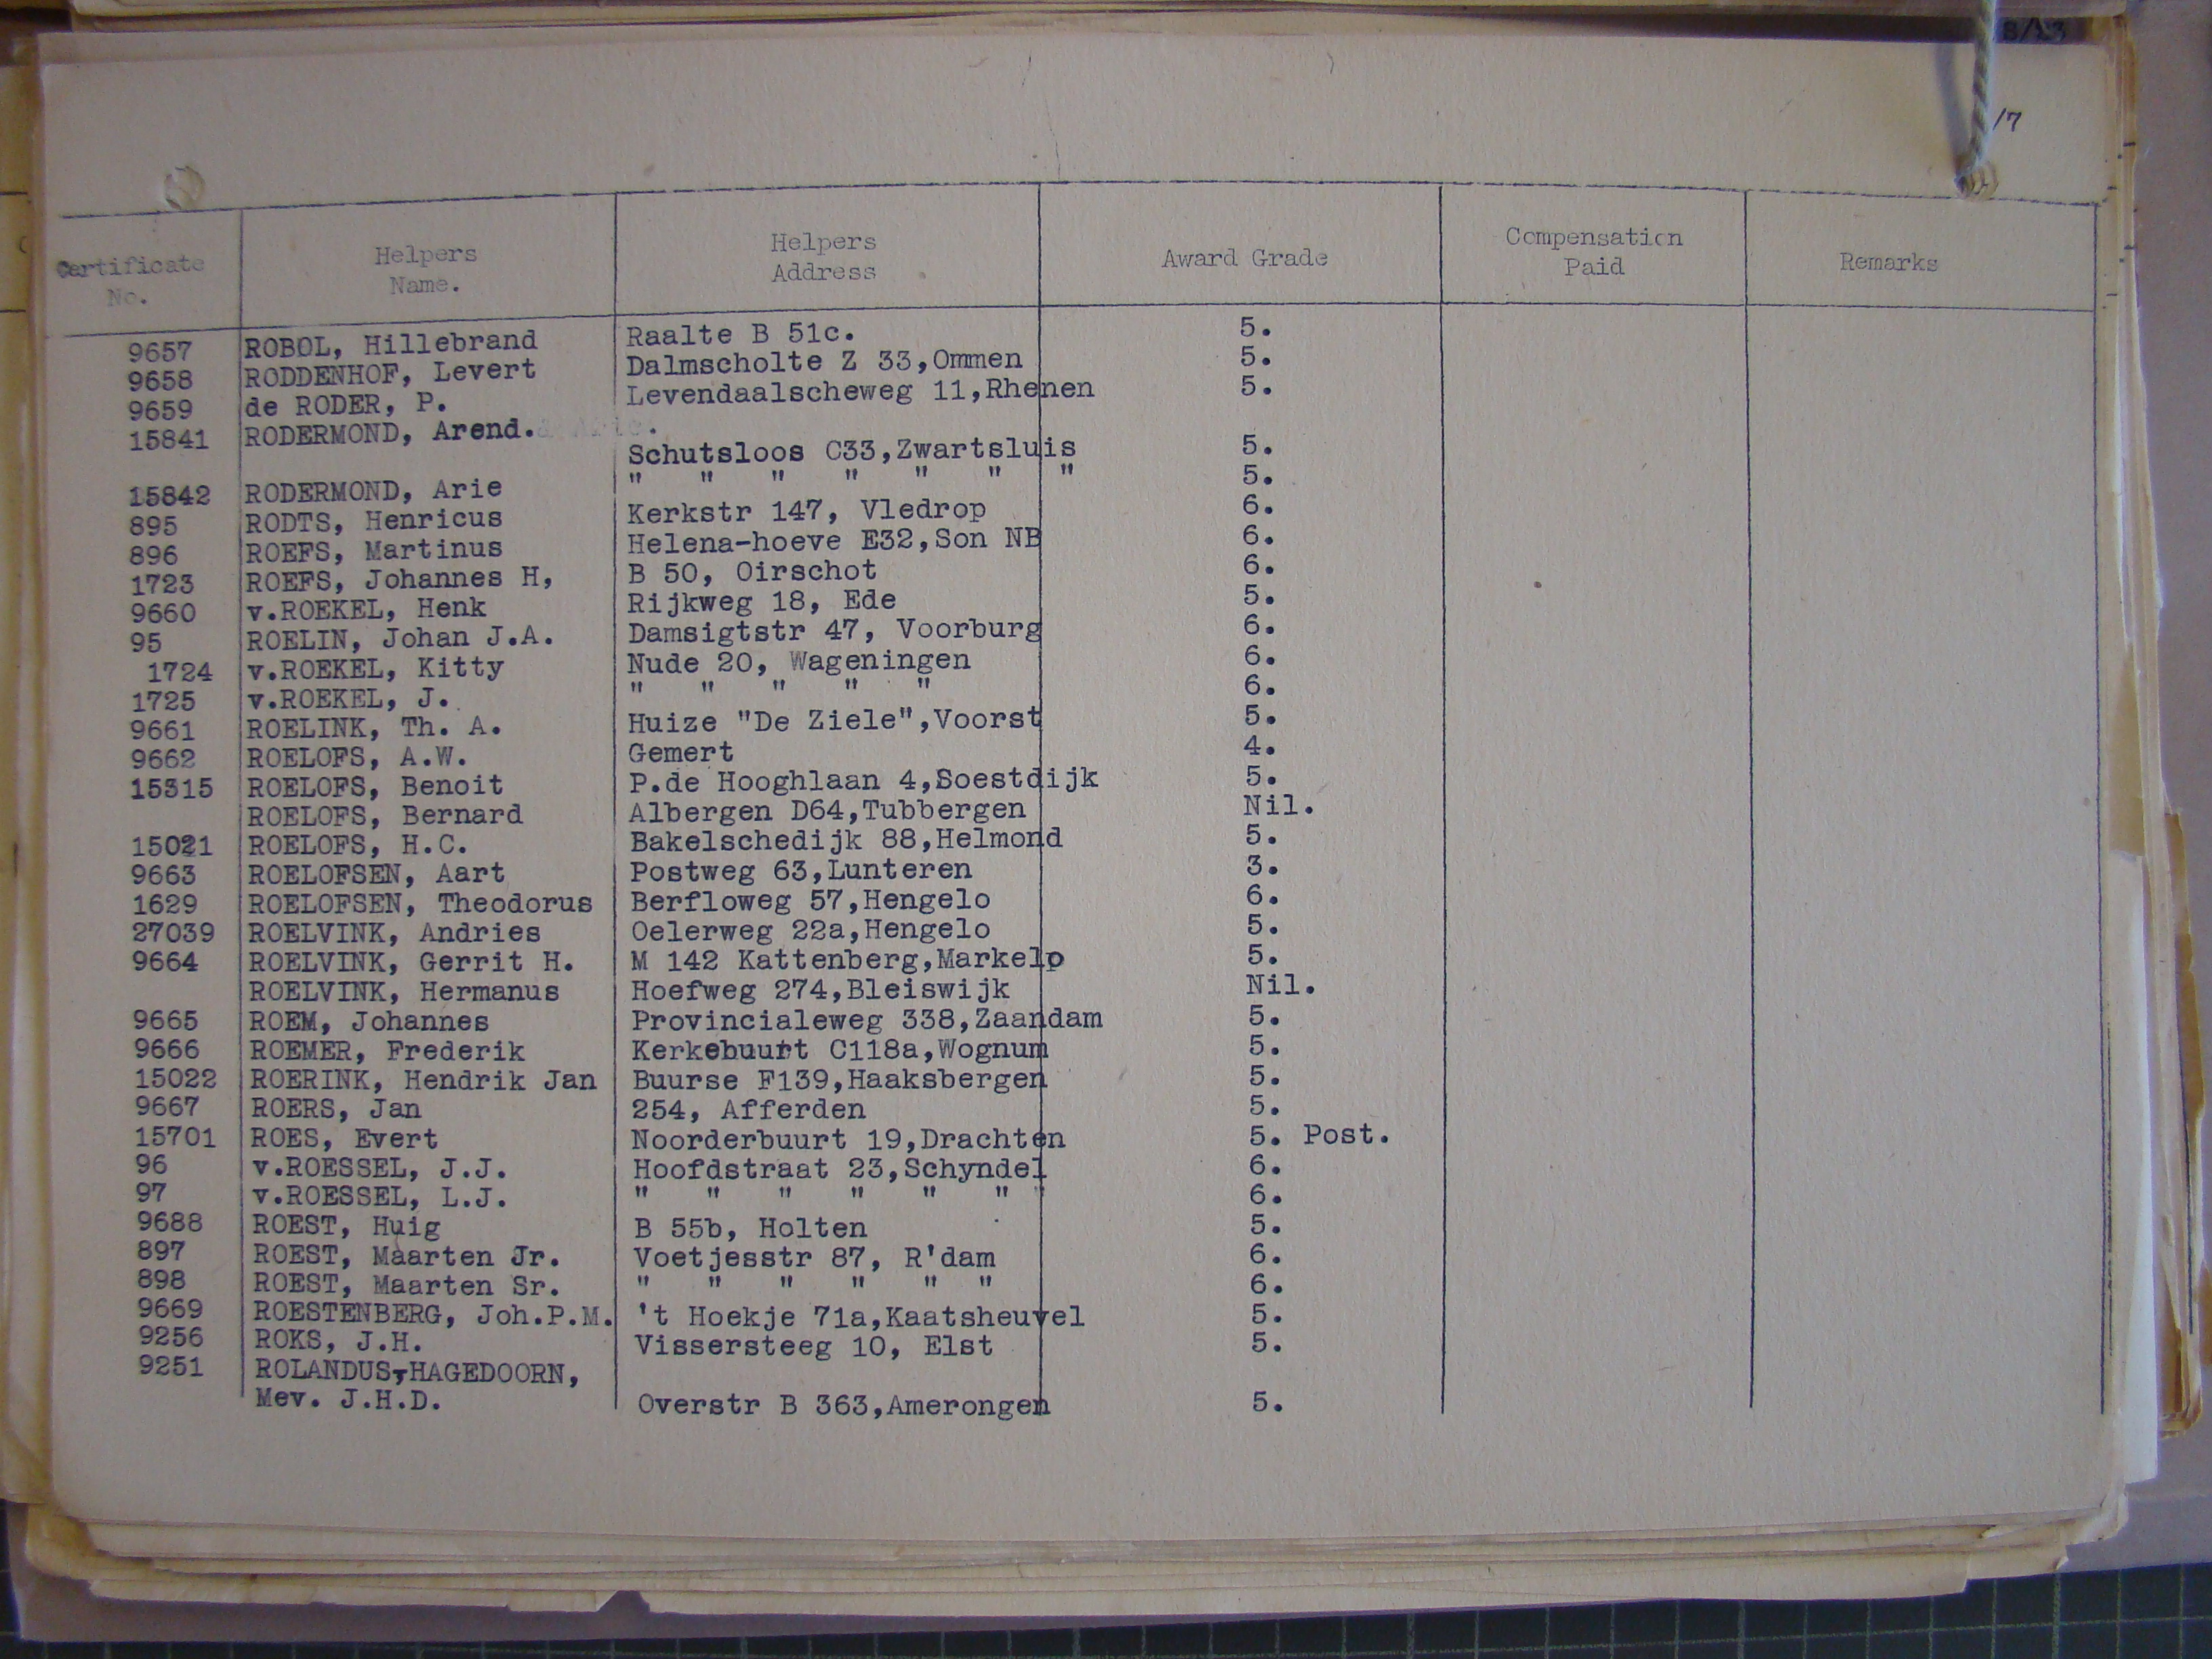 8/23
/7
Certificate No. Helpers Name. Helpers Address Award Grade Compensation Paid Remarks
9657 ROBOL, Hillebrand Raalte B 51c. 5.
9658 RODDENHOF, Levert Dalmscholte Z 33,Ommen 5.
9659 de RODER, P. Levendaalscheweg 11,Rhenen 5.
15841 RODERMOND, Arend. Schutsloos C33,Zwartsluis 5.
15842 RODERMOND, Arie " " " " " " " 5.
895 RODTS, Henricus Kerkstr 147, Vledrop 6.
896 ROEFS, Martinus Helena-hoeve E32,Son NB 6.
1723 ROEFS, Johannes H, B 50, Oirschot 6.
9660 v.ROEKEL, Henk Rijkweg 18, Ede 5.
95 ROELIN, Johan J.A. Damsigtstr 47, Voorburg 6.
1724 v.ROEKEL, Kitty Nude 20, Wageningen 6.
1725 v.ROEKEL, J. " " " " " 6.
9661 ROELINK, Th. A. Huize "De Ziele",Voorst 5.
9662 ROELOFS, A.W. Gemert 4.
15315 ROELOFS, Benoit P.de Hooghlaan 4,Soestdijk 5.
ROELOFS, Bernard Albergen D64,Tubbergen Nil.
15021 ROELOFS, H.C. Bakelschedijk 88,Helmond 5.
9663 ROELOFSEN, Aart Postweg 63,Lunteren 3.
1629 ROELOFSEN, Theodorus Berfloweg 57,Hengelo 6.
27039 ROELVINK, Andries Oelerweg 22a,Hengelo 5.
9664 ROELVINK, Gerrit H. M 142 Kattenberg,Markelo 5.
ROELVINK, Hermanus Hoefweg 274,Bleiswijk Nil.
9665 ROEM, Johannes Provincialeweg 338,Zaandam 5.
9666 ROEMER, Frederik Kerkebuurt C118a,Wognum 5.
15022 ROERINK, Hendrik Jan Buurse F139,Haaksbergen 5.
9667 ROERS, Jan 254, Afferden 5.
15701 ROES, Evert Noorderbuurt 19,Drachten 5. Post.
96 v.ROESSEL, J.J. Hoofdstraat 23,Schyndel 6.
97 v.ROESSEL, L.J. " " " " " " " 6.
9688 ROEST, Huig B 55b, Holten 5.
897 ROEST, Maarten Jr. Voetjesstr 87, R'dam 6.
898 ROEST, Maarten Sr. " " " " " " 6.
9669 ROESTENBERG, Joh.P.M. 't Hoekje 71a,Kaatsheuvel 5.
9256 ROKS, J.H. Vissersteeg 10, Elst 5.
9251 ROLANDUS-HAGEDOORN,
Mev. J.H.D. Overstr B 363,Amerongen 5.